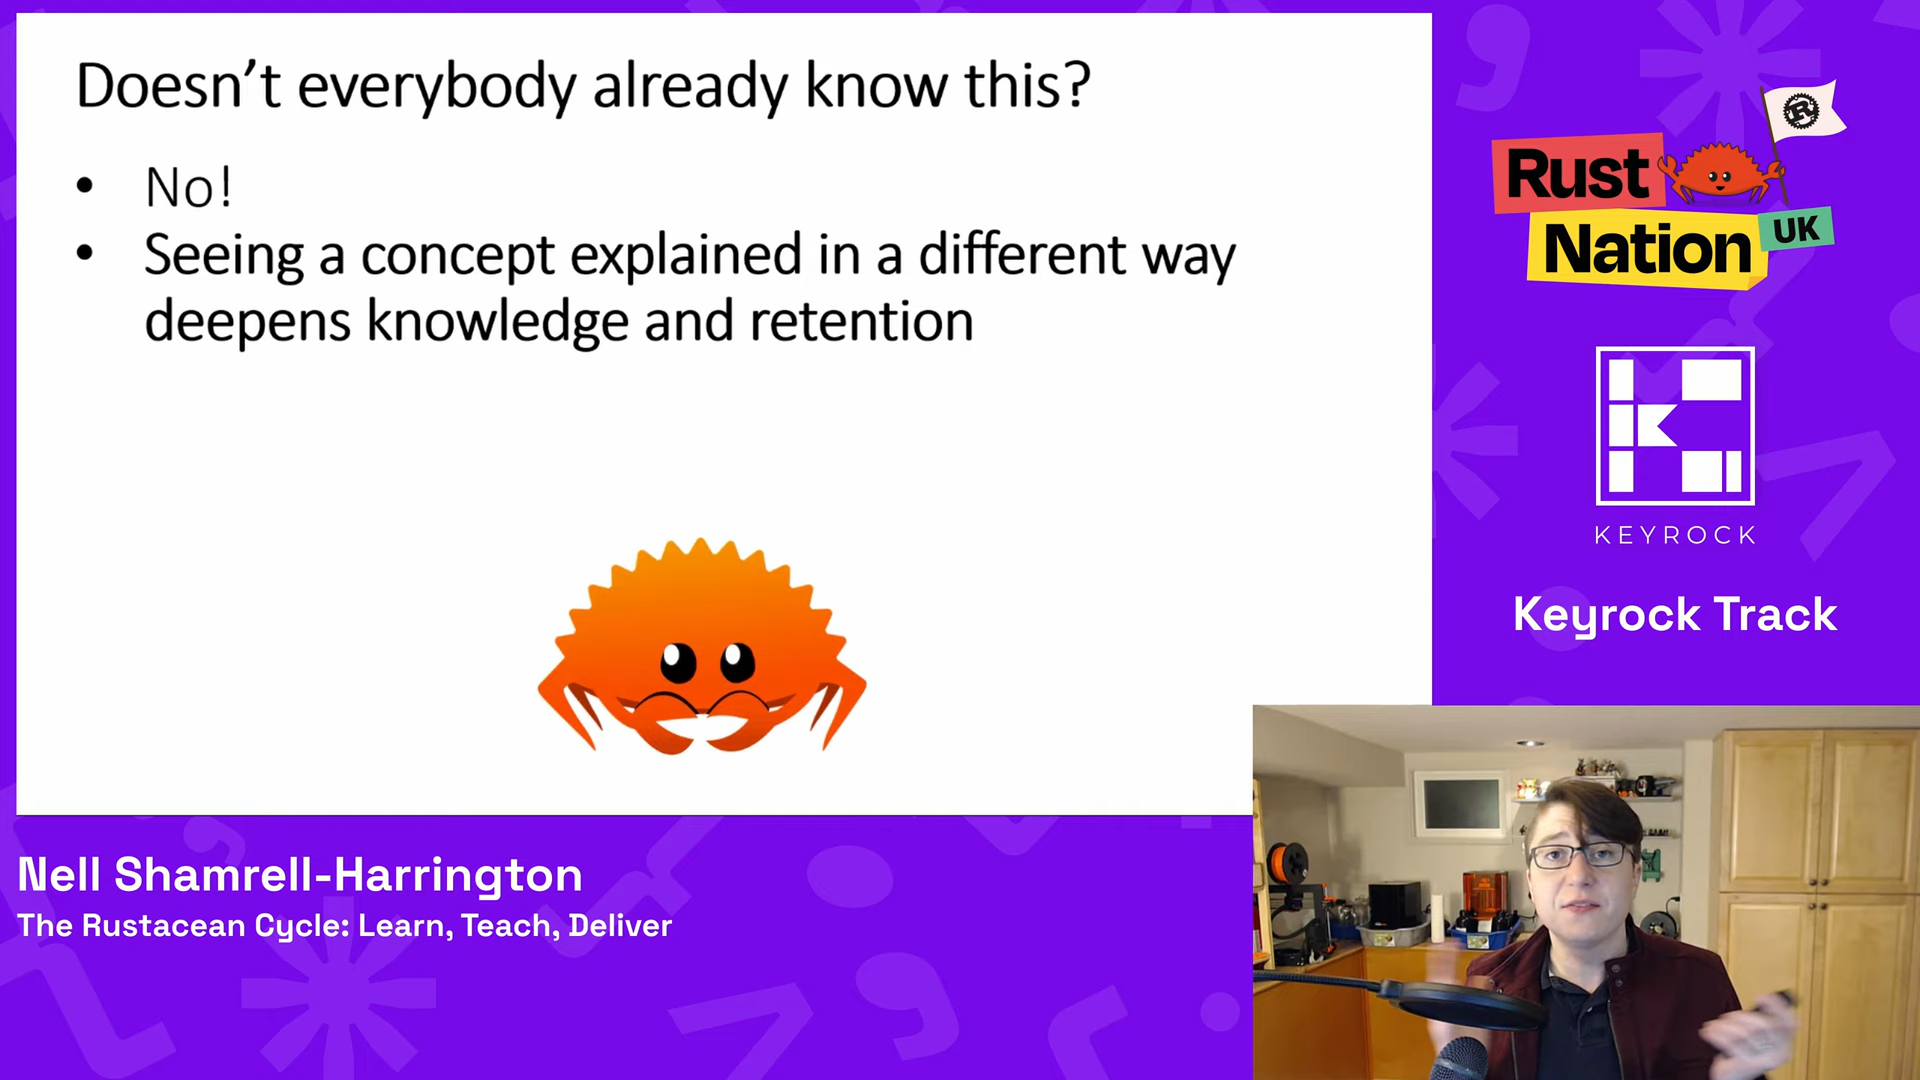 Doesn’t everybody already know this?
• No!
• Seeing a concept explained in a different way
deepens knowledge and retention
R
Rust
Nation
UK
KEYROCK
Keyrock Track
Nell Shamrell-Harrington
The Rustacean Cycle: Learn, Teach, Deliver